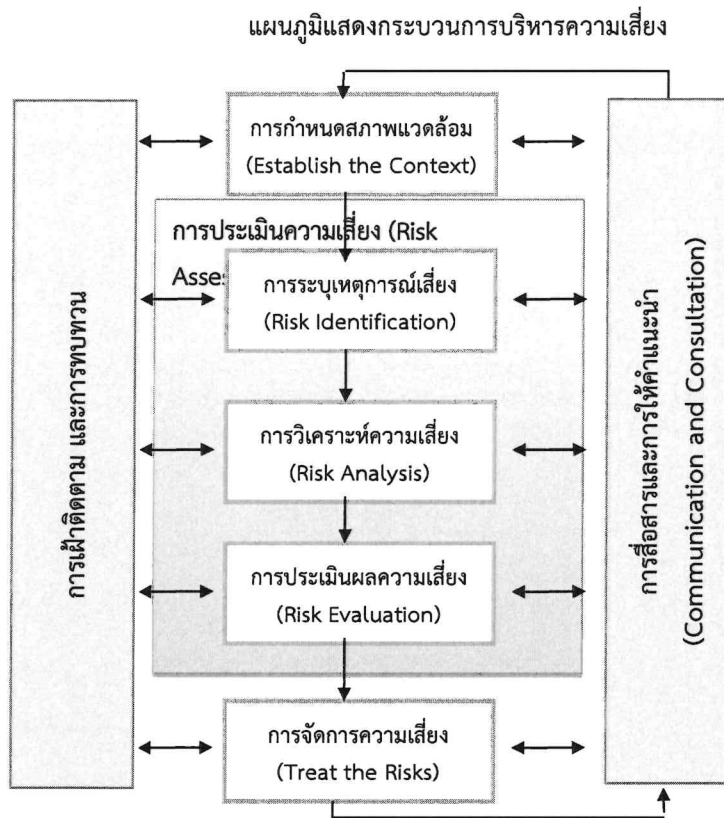 แผนภูมิแสดงกระบวนการบริหารความเสี่ยง
การกำหนดสภาพแวดล้อม
(Establish the Context)
การประเมินความเสี่ยง (Risk
Asse
การระบุเหตุการณ์เสี่ยง
(Risk Identification)
การวิเคราะห์ความเสี่ยง
(Risk Analysis)
การประเมินผลความเสี่ยง
(Risk Evaluation)
การจัดการความเสี่ยง
(Treat the Risks)
การเฝ้าติดตาม และการทบทวน
การสื่อสารและการให้คำแนะนำ
(Communication and Consultation)